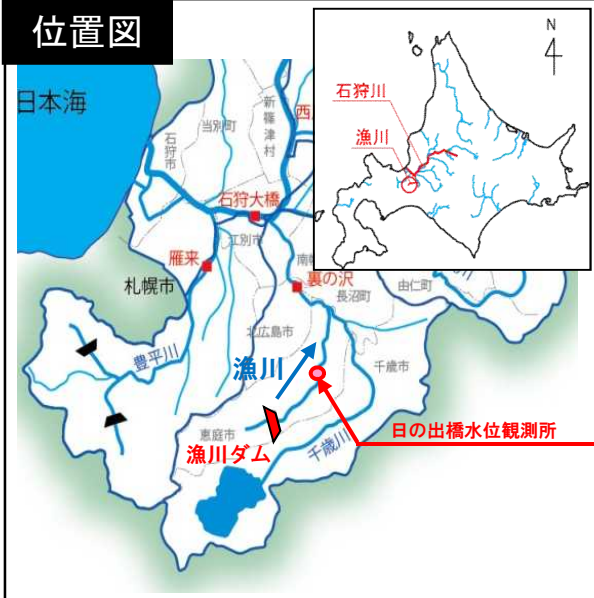 位置図
日本海
石狩市
当別町
新篠津村
西
石狩大橋
江別市
雁来
札幌市
南幌
裏の沢
長沼町
由仁町
北広島市
豊平川
漁川
千歳市
恵庭市
漁川ダム
千歳川
日の出橋水位観測所
N
4
石狩川
漁川